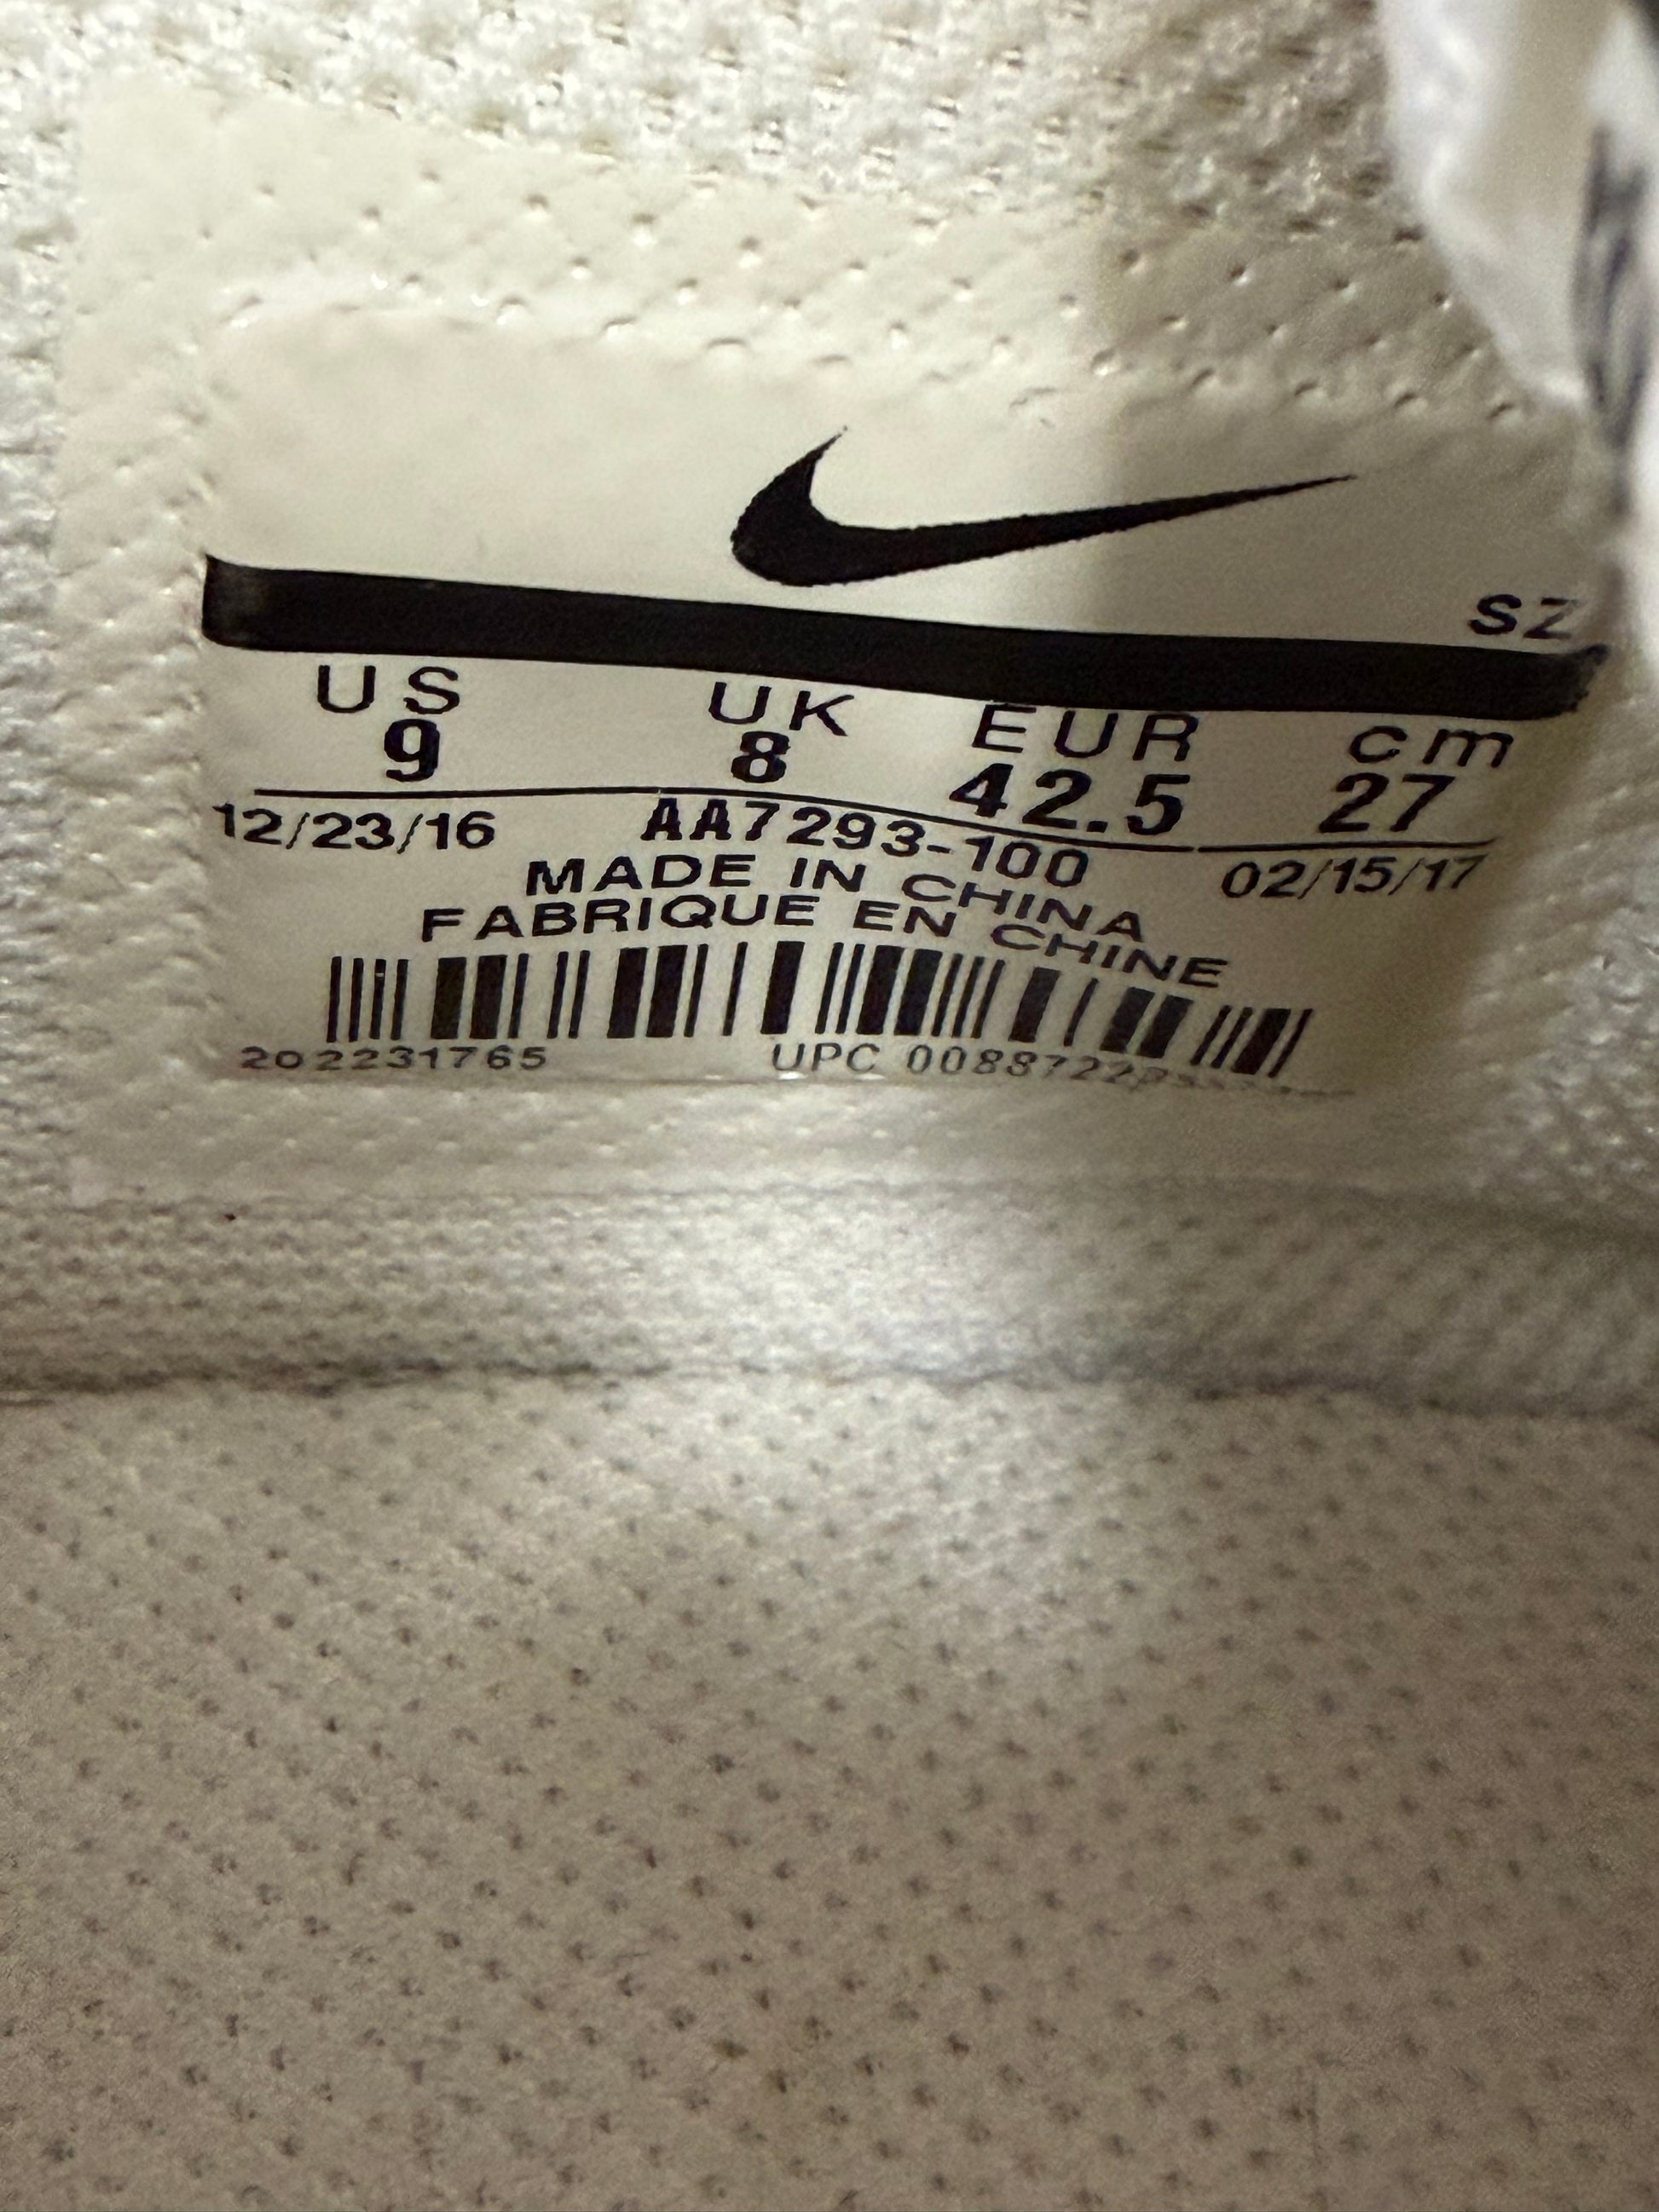 SZ
US UK EUR cm
9 8 42.5 27
12/23/16 AA7293-100 02/15/17
MADE IN CHINA
FABRIQUE EN CHINE
202231765 UPC